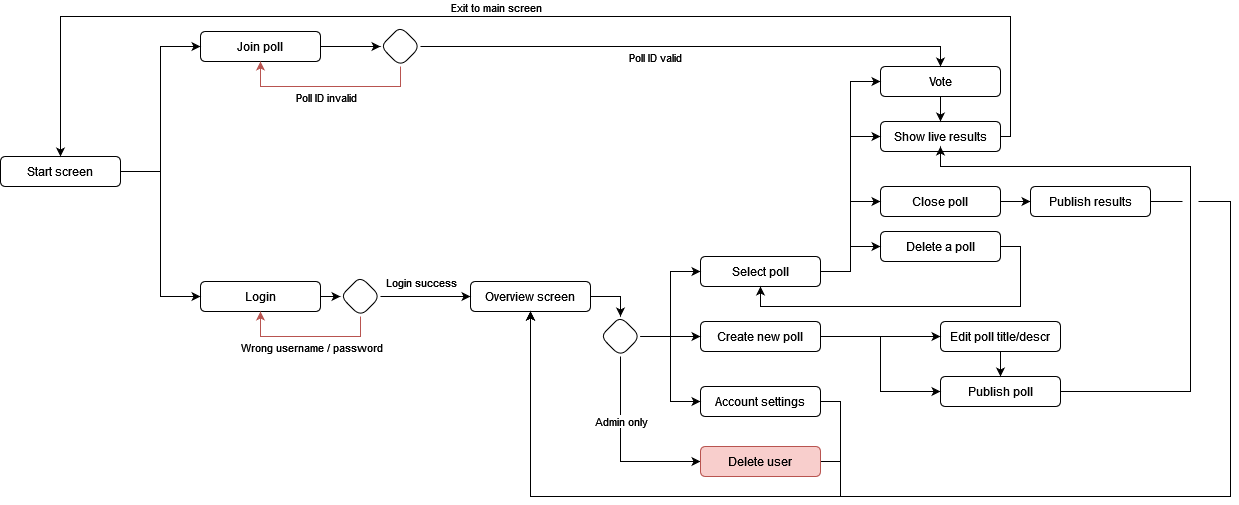 Exit to main screen
Join poll
Poll ID valid
Poll ID invalid
Vote
Show live results
Start screen
Close poll
Publish results
Delete a poll
Select poll
Login
Login success
Overview screen
Wrong username / password
Create new poll
Edit poll title/descr
Publish poll
Account settings
Admin only
Delete user